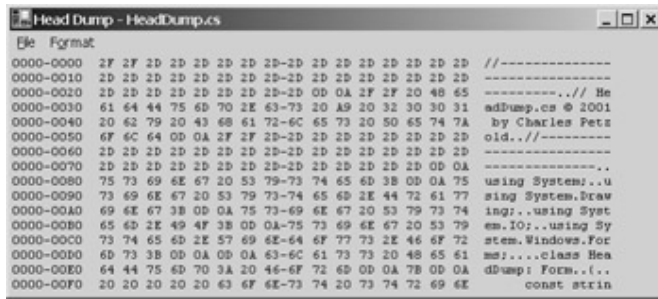 Head Dump - HeadDump.cs
File Format
0000-0000 2F 2F 2D 2D 2D 2D 2D 2D-2D 2D 2D 2D 2D 2D 2D 2D //--------------
0000-0010 2D 2D 2D 2D 2D 2D 2D 2D-2D 2D 2D 2D 2D 2D 2D 2D ----------------
0000-0020 2D 2D 2D 2D 2D 2D 2D 2D-2D 0D 0A 2F 2F 20 48 65 ---------..// He
0000-0030 61 64 44 75 6D 70 2E 63-73 20 A9 20 32 30 30 31 adDump.cs © 2001
0000-0040 20 62 79 20 43 68 61 72-6C 65 73 20 50 65 74 7A by Charles Petz
0000-0050 6F 6C 64 0D 0A 2F 2F 2D-2D 2D 2D 2D 2D 2D 2D 2D old..//---------
0000-0060 2D 2D 2D 2D 2D 2D 2D 2D-2D 2D 2D 2D 2D 2D 2D 2D ----------------
0000-0070 2D 2D 2D 2D 2D 2D 2D 2D-2D 2D 2D 2D 2D 2D 0D 0A --------------..
0000-0080 75 73 69 6E 67 20 53 79-73 74 65 6D 3B 0D 0A 75 using System;..u
0000-0090 73 69 6E 67 20 53 79 73-74 65 6D 2E 44 72 61 77 sing System.Draw
0000-00A0 69 6E 67 3B 0D 0A 75 73-69 6E 67 20 53 79 73 74 ing;..using Syst
0000-00B0 65 6D 2E 49 4F 3B 0D 0A-75 73 69 6E 67 20 53 79 em.IO;..using Sy
0000-00C0 73 74 65 6D 2E 57 69 6E-64 6F 77 73 2E 46 6F 72 stem.Windows.For
0000-00D0 6D 73 3B 0D 0A 0D 0A 63-6C 61 73 73 20 48 65 61 ms;....class Hea
0000-00E0 64 44 75 6D 70 3A 20 46-6F 72 6D 0D 0A 7B 0D 0A dDump: Form..{..
0000-00F0 20 20 20 20 20 63 6F 6E-73 74 20 73 74 72 69 6E const strin